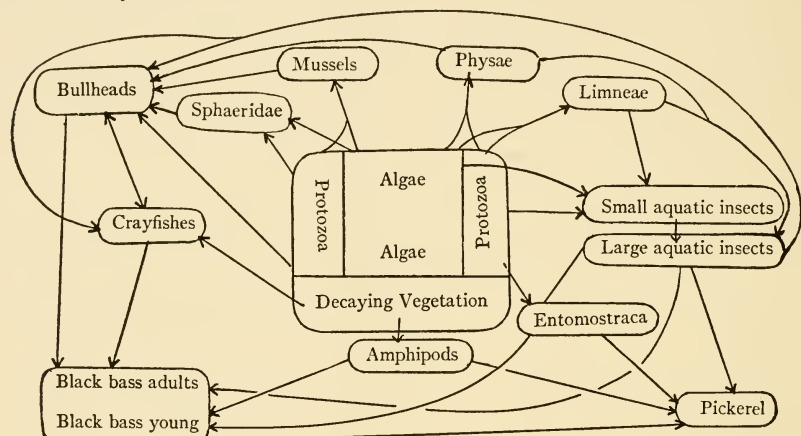 Mussels
Physae
Bullheads
Limneae
Sphaeridae
Protozoa
Algae
Protozoa
Small aquatic insects
Crayfishes
Algae
Large aquatic insects
Decaying Vegetation
Entomostraca
Amphipods
Black bass adults
Black bass young
Pickerel